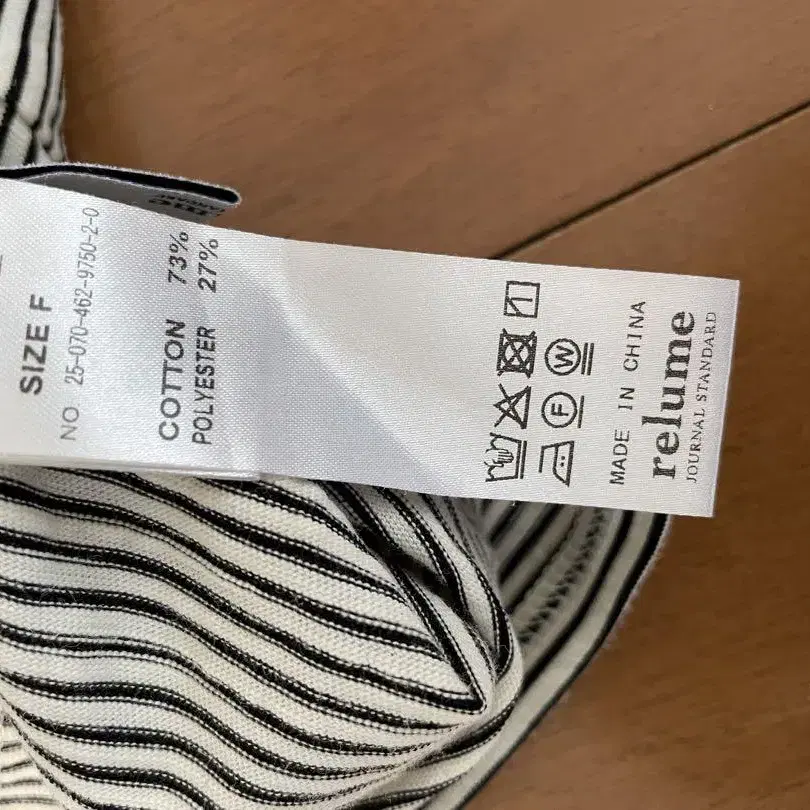 SIZE F
NO. 25-070-462-9750-2-0
COTTON 73%
POLYESTER 27%
F W
MADE IN CHINA
relume
JOURNAL STANDARD